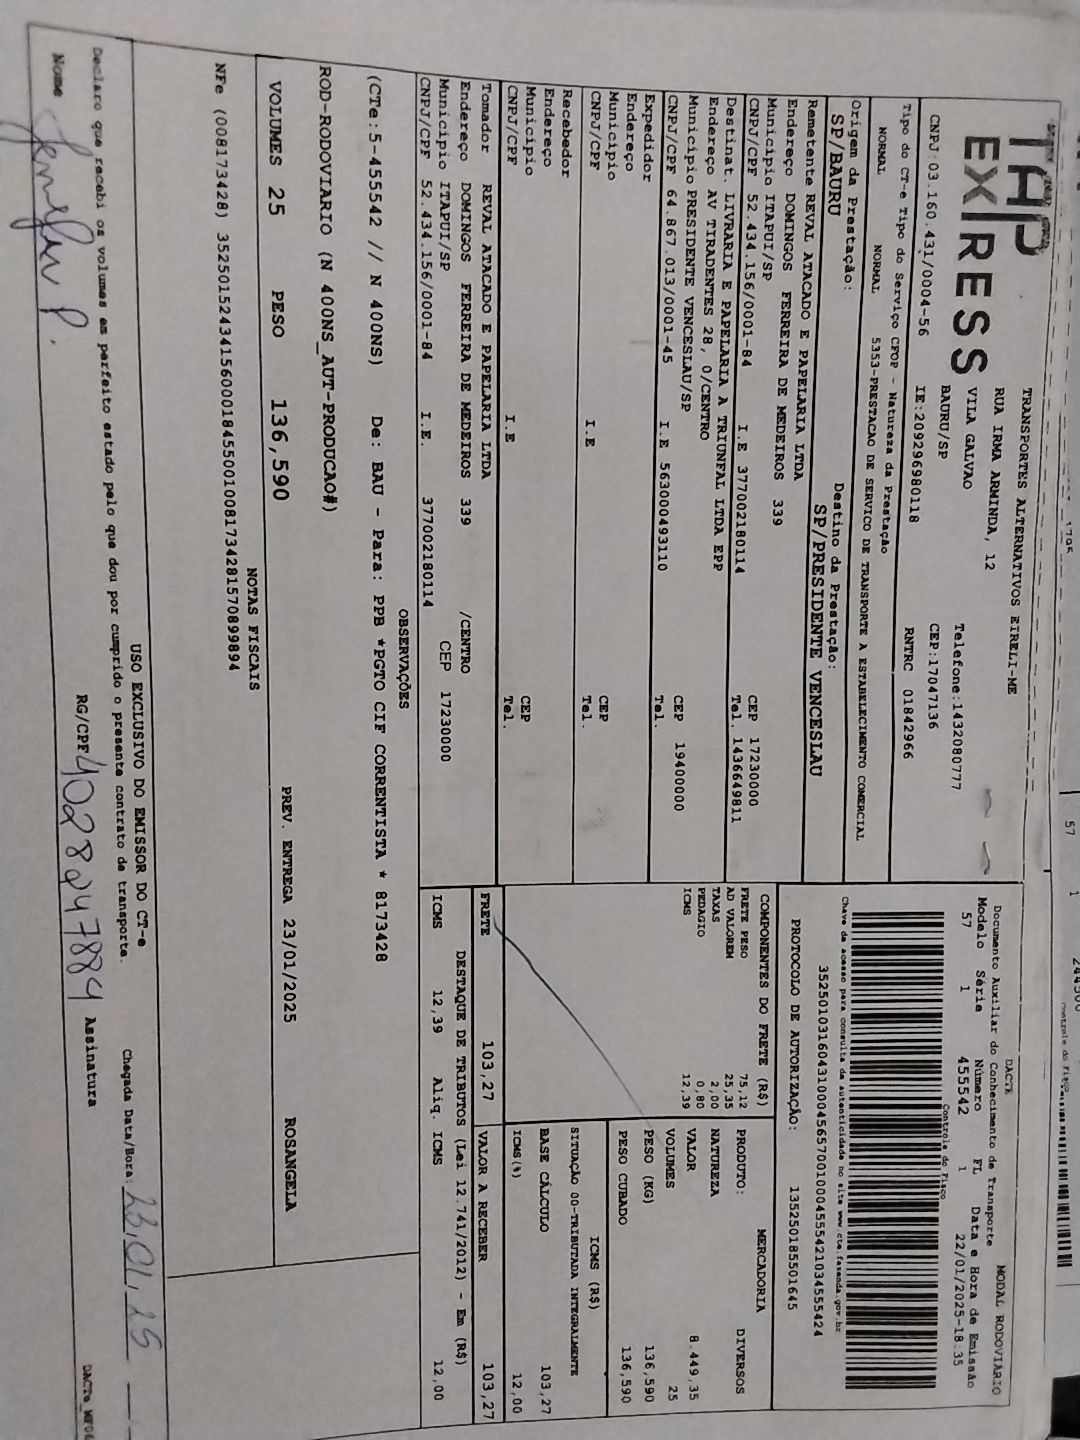 TAP EXPRESS
TRANSPORTES ALTERNATIVOS EIRELI-ME
RUA IRMA ARMINDA, 12
VILA GALVAO Telefone:1432080777
BAURU/SP CEP:17047136
CNPJ:03.160.431/0004-56 IE:209296980118 RNTRC 01842966
DACTE MODAL RODOVIÁRIO
Documento Auxiliar do Conhecimento de Transporte
Modelo Série Número FL Data e Hora de Emissão
57 1 455542 1 22/01/2025-18:35
Controle do Fisco
Tipo do CT-e Tipo do Serviço CFOP - Natureza da Prestação
NORMAL NORMAL 5353-PRESTACAO DE SERVICO DE TRANSPORTE A ESTABELECIMENTO COMERCIAL
Chave de acesso para consulta de autenticidade no site www.cte.fazenda.gov.br
35250103160431000456570010004555421034555424
PROTOCOLO DE AUTORIZAÇÃO: 135250185501645
Origem da Prestação: Destino da Prestação:
SP/BAURU SP/PRESIDENTE VENCESLAU
Remetente REVAL ATACADO E PAPELARIA LTDA
Endereço DOMINGOS FERREIRA DE MEDEIROS 339
Município ITAPUI/SP CEP 17230000
CNPJ/CPF 52.434.156/0001-84 I.E 377002180114 Tel. 1436649811
Destinat. LIVRARIA E PAPELARIA A TRIUNFAL LTDA EPP
Endereço AV TIRADENTES 28, 0/CENTRO
Município PRESIDENTE VENCESLAU/SP CEP 19400000
CNPJ/CPF 64.867.013/0001-45 I.E 563000493110 Tel.
Expedidor
Endereço
Município CEP
CNPJ/CPF I.E Tel.
Recebedor
Endereço
Município CEP
CNPJ/CPF I.E Tel.
Tomador REVAL ATACADO E PAPELARIA LTDA
Endereço DOMINGOS FERREIRA DE MEDEIROS 339 /CENTRO
Município ITAPUI/SP CEP 17230000
CNPJ/CPF 52.434.156/0001-84 I.E. 377002180114
COMPONENTES DO FRETE (R$)
FRETE PESO 75,12
AD VALOREM 25,35
TAXAS 2,00
PEDAGIO 0,80
ICMS 12,39
MERCADORIA
PRODUTO: DIVERSOS
NATUREZA
VALOR 8.449,35
VOLUMES 25
PESO (KG) 136,590
PESO CUBADO 136,590
ICMS (R$)
SITUAÇÃO 00-TRIBUTADA INTEGRALMENTE
BASE CÁLCULO 103,27
ICMS(%) 12,00
FRETE 103,27 VALOR A RECEBER 103,27
DESTAQUE DE TRIBUTOS (Lei 12.741/2012) - Em (R$)
ICMS 12,39 Aliq. ICMS 12,00
OBSERVAÇÕES
(CTe:5-455542 // N 400NS) De: BAU - Para: PPB *PGTO CIF CORRENTISTA * 8173428
ROD-RODOVIARIO (N 400NS_AUT-PRODUCAO#)
VOLUMES 25 PESO 136,590 PREV. ENTREGA 23/01/2025 ROSANGELA
NOTAS FISCAIS
NFe (008173428) 35250152434156000184550010081734281570899894
USO EXCLUSIVO DO EMISSOR DO CT-e
Declaro que recebi os volumes em perfeito estado pelo que dou por cumprido o presente contrato de transporte. Chegada Data/Hora: 23,01,25
Nome RG/CPF 40282247884 Assinatura
57 1